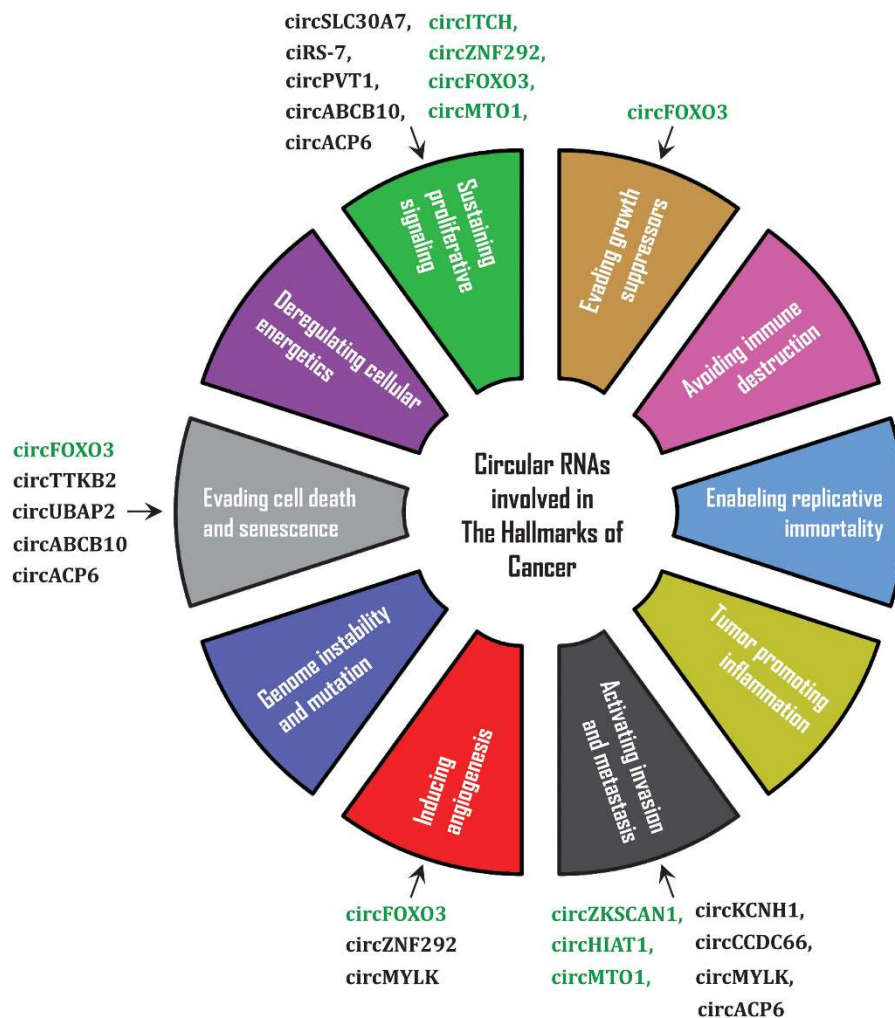 circSLC30A7,
ciRS-7,
circPVT1,
circABCB10,
circACP6
circITCH,
circZNF292,
circFOXO3,
circMTO1,
circFOXO3
Sustaining
proliferative
signaling
Evading growth
suppressors
Deregulating cellular
energetics
Avoiding immune
destruction
circFOXO3
circTTKB2
circUBAP2
circABCB10
circACP6
Evading cell death
and senescence
Circular RNAs
involved in
The Hallmarks of
Cancer
Enabeling replicative
immortality
Genome instability
and mutation
Tumor promoting
inflammation
Inducing
angiogenesis
Activating invasion
and metastasis
circFOXO3
circZNF292
circMYLK
circZKSCAN1,
circHIAT1,
circMTO1,
circKCNH1,
circCCDC66,
circMYLK,
circACP6